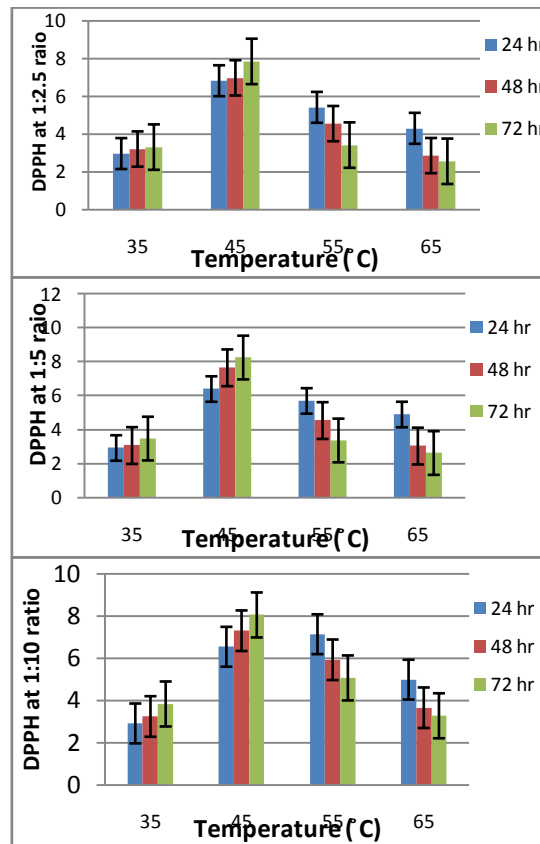 DPPH at 1:2.5 raio
10
8
6
4
2
0
24 hr
48 hr
72 hr
35 45 55 65
Temperature ( ̊C)
DPPH at 1:5 raio
12
10
8
6
4
2
0
24 hr
48 hr
72 hr
35 45 55 65
Temperature ( ̊C)
DPPH at 1:10 ratio
10
8
6
4
2
0
24 hr
48 hr
72 hr
35 45 55 65
Temperature ( ̊C)